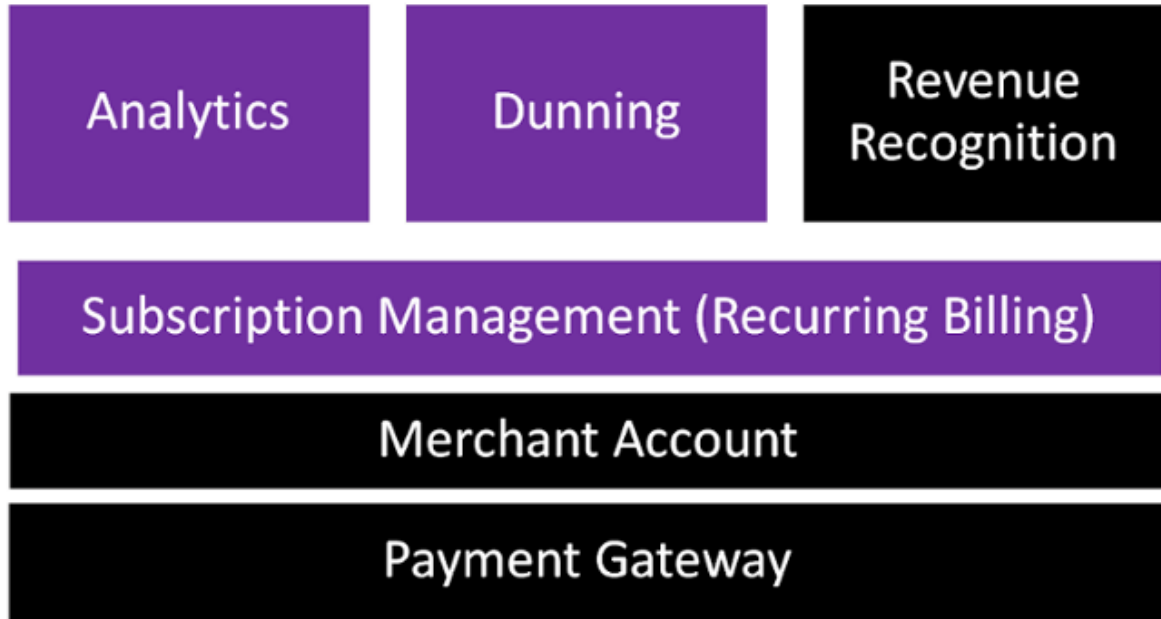 Analytics
Dunning
Revenue
Recognition
Subscription Management (Recurring Billing)
Merchant Account
Payment Gateway